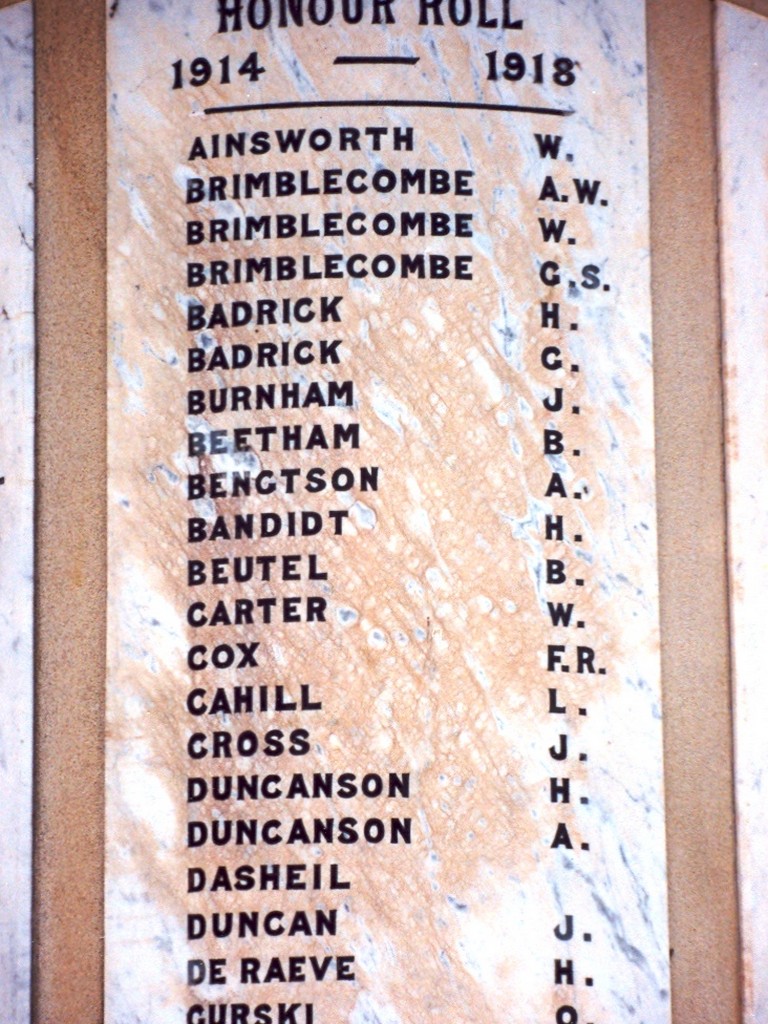 HONOUR ROLL
1914 — 1918
AINSWORTH W.
BRIMBLECOMBE A.W.
BRIMBLECOMBE W.
BRIMBLECOMBE G.S.
BADRICK H.
BADRICK G.
BURNHAM J.
BEETHAM B.
BENGTSON A.
BANDIDT H.
BEUTEL B.
CARTER W.
COX F.R.
CAHILL L.
CROSS J.
DUNCANSON H.
DUNCANSON A.
DASHEIL
DUNCAN J.
DE RAEVE H.
GURSKI O.